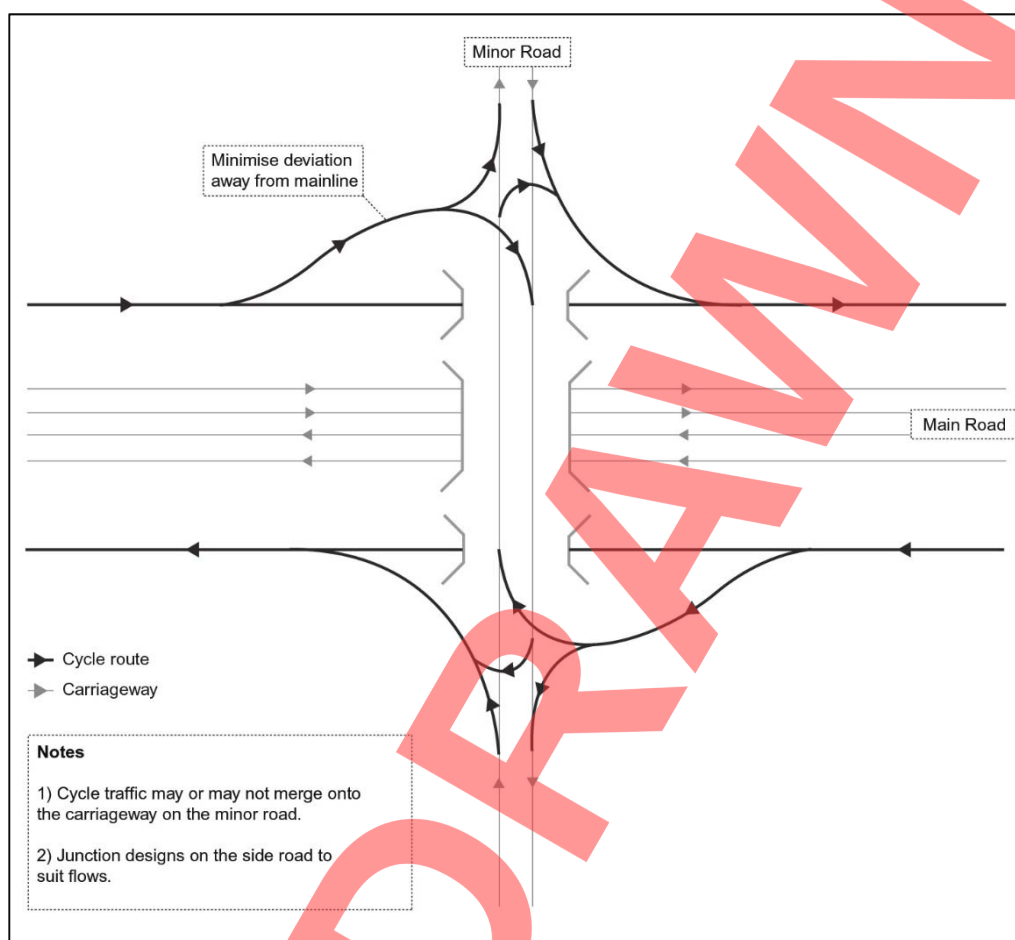 Minor Road
Minimise deviation
away from mainline
Main Road
Cycle route
Carriageway
Notes
1) Cycle traffic may or may not merge onto
the carriageway on the minor road.
2) Junction designs on the side road to
suit flows.
DRAWN